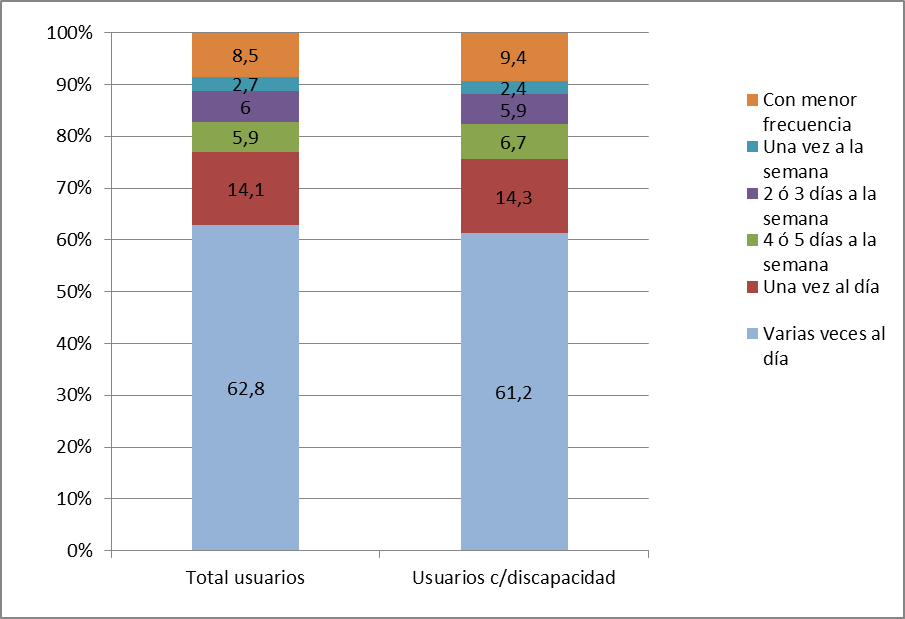 100%
90%
80%
70%
60%
50%
40%
30%
20%
10%
0%
8,5
2,7
6
5,9
14,1
62,8
9,4
2,4
5,9
6,7
14,3
61,2
Total usuarios
Usuarios c/discapacidad
Con menor
frecuencia
Una vez a la
semana
2 ó 3 días a la
semana
4 ó 5 días a la
semana
Una vez al día
Varias veces al
día